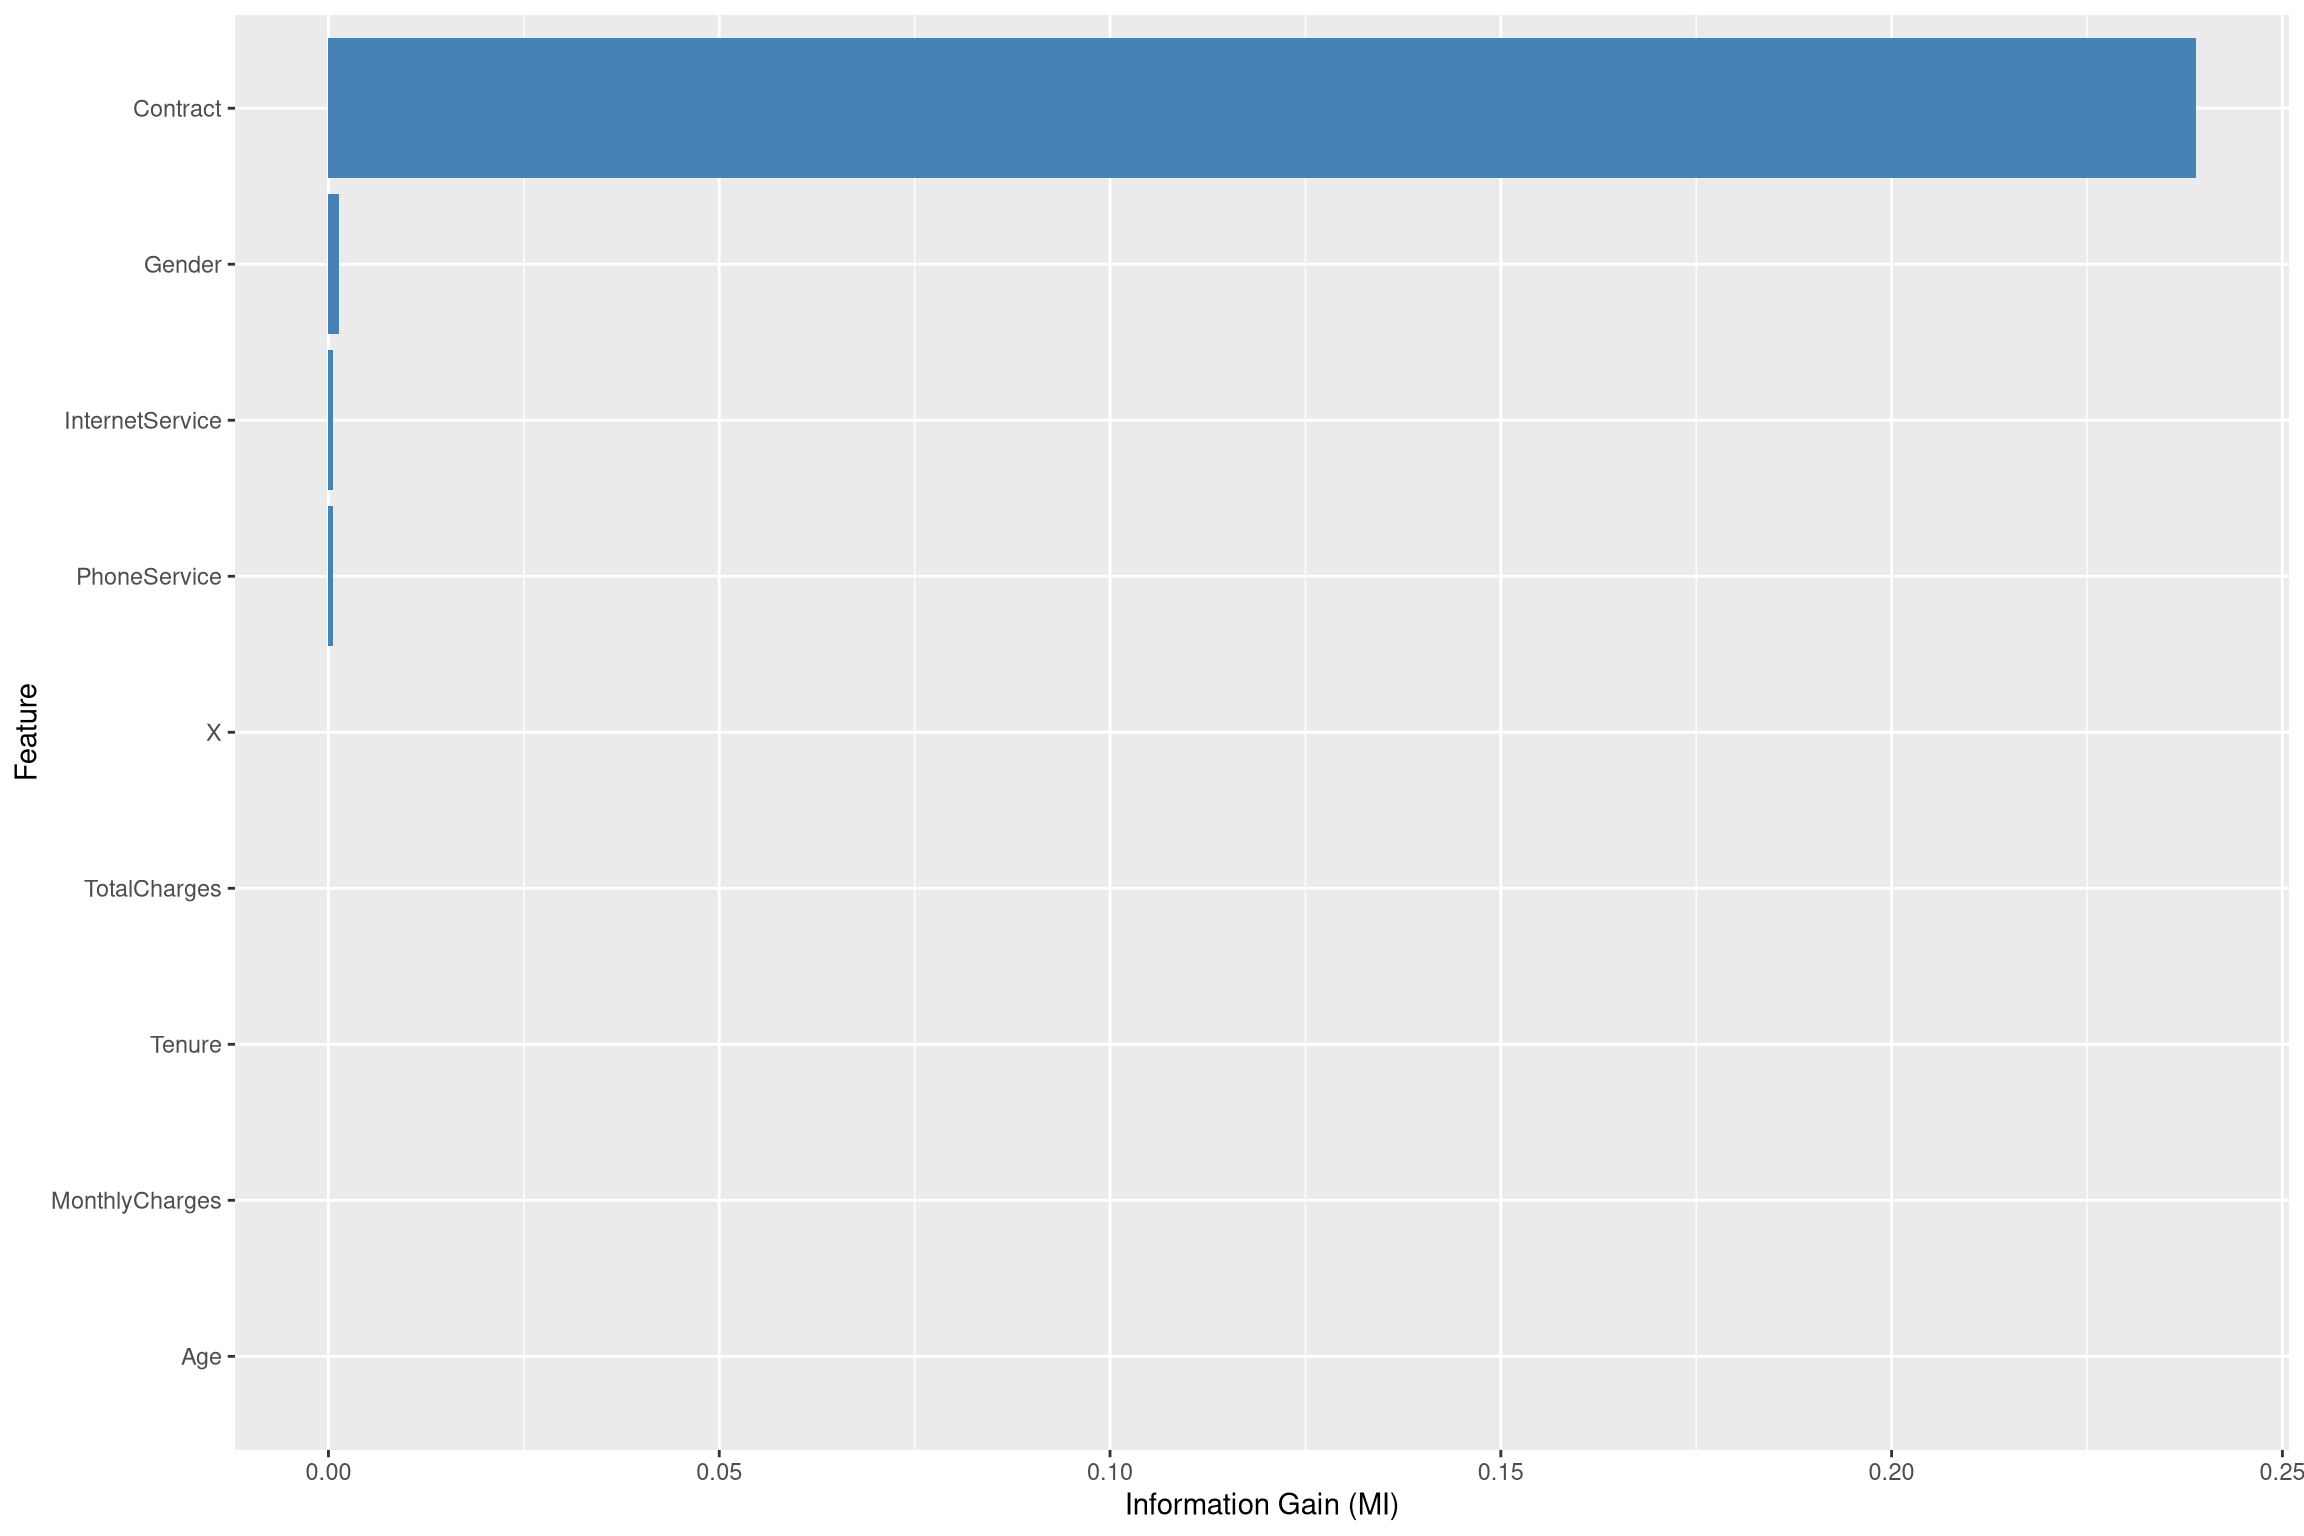 Contract
Gender
InternetService
PhoneService
X
TotalCharges
Tenure
MonthlyCharges
Age
Feature
0.00 0.05 0.10 0.15 0.20 0.25
Information Gain (MI)